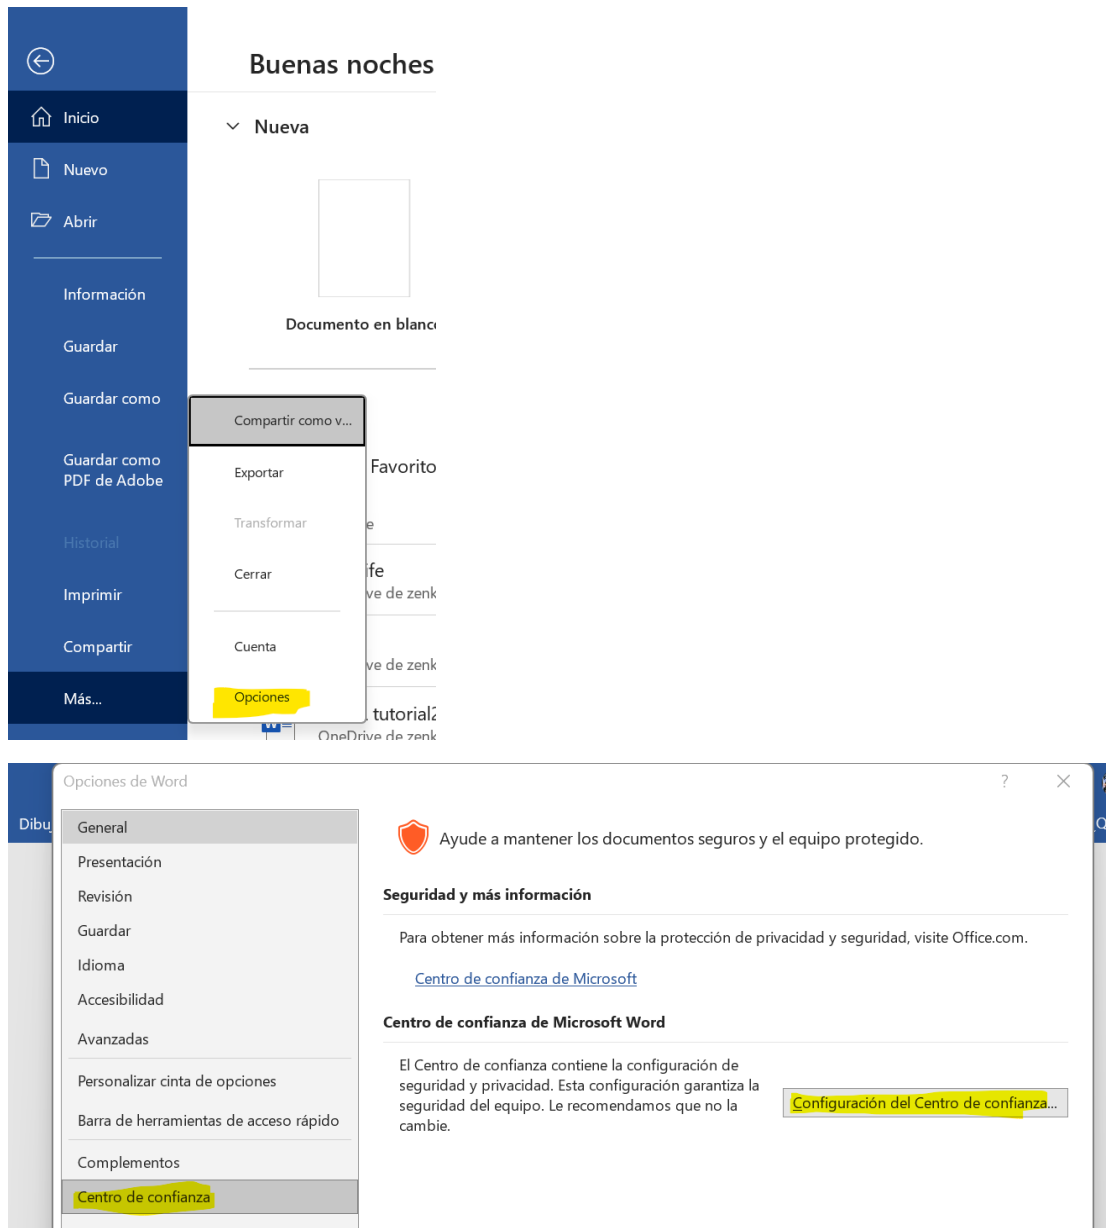 Buenas noches
Inicio
Nueva
Nuevo
Abrir
Documento en blanco
Información
Guardar
Guardar como
Guardar como
PDF de Adobe
Historial
Imprimir
Compartir
Más...
Compartir como v...
Exportar
Transformar
Cerrar
Cuenta
Opciones
Favorito
e
ife
ve de zenk
ve de zenk
. tutorial2
OneDrive de zenk
Opciones de Word
?
Dibuj
General
Presentación
Revisión
Guardar
Idioma
Accesibilidad
Avanzadas
Personalizar cinta de opciones
Barra de herramientas de acceso rápido
Complementos
Centro de confianza
Ayude a mantener los documentos seguros y el equipo protegido.
Seguridad y más información
Para obtener más información sobre la protección de privacidad y seguridad, visite Office.com.
Centro de confianza de Microsoft
Centro de confianza de Microsoft Word
El Centro de confianza contiene la configuración de
seguridad y privacidad. Esta configuración garantiza la
seguridad del equipo. Le recomendamos que no la
cambie.
Configuración del Centro de confianza...